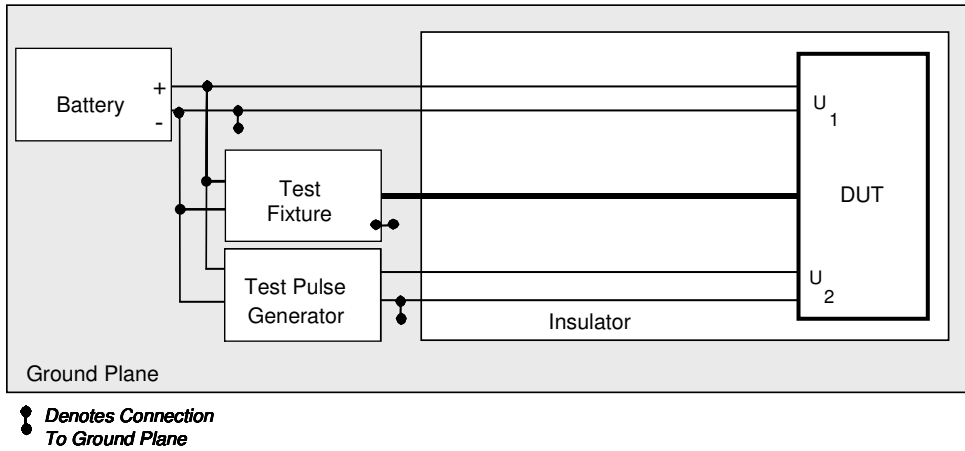 Battery
+
-
U
1
Test
Fixture
DUT
Test Pulse
Generator
U
2
Insulator
Ground Plane
Denotes Connection
To Ground Plane